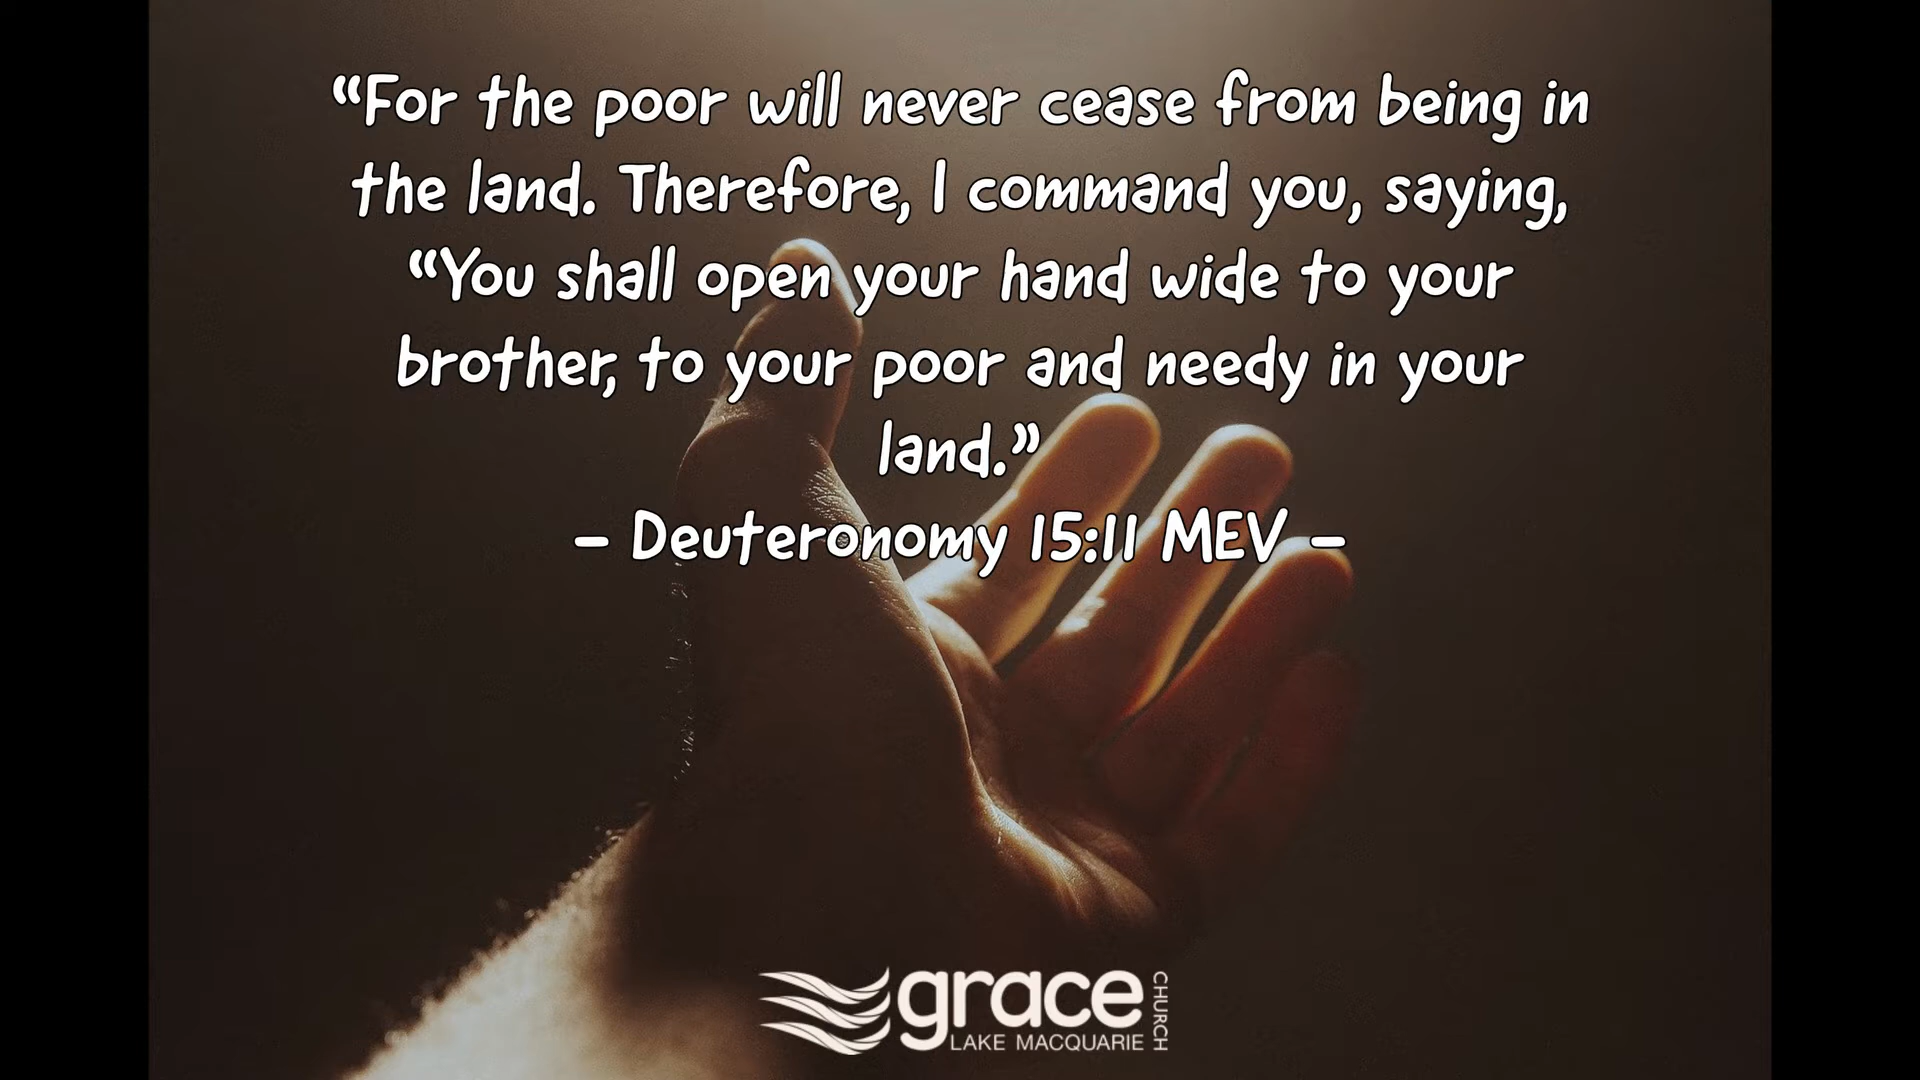 “For the poor will never cease from being in
the land. Therefore, I command you, saying,
“You shall open your hand wide to your
brother, to your poor and needy in your
land.”
– Deuteronomy 15:11 MEV –
grace
CHURCH
LAKE MACQUARIE